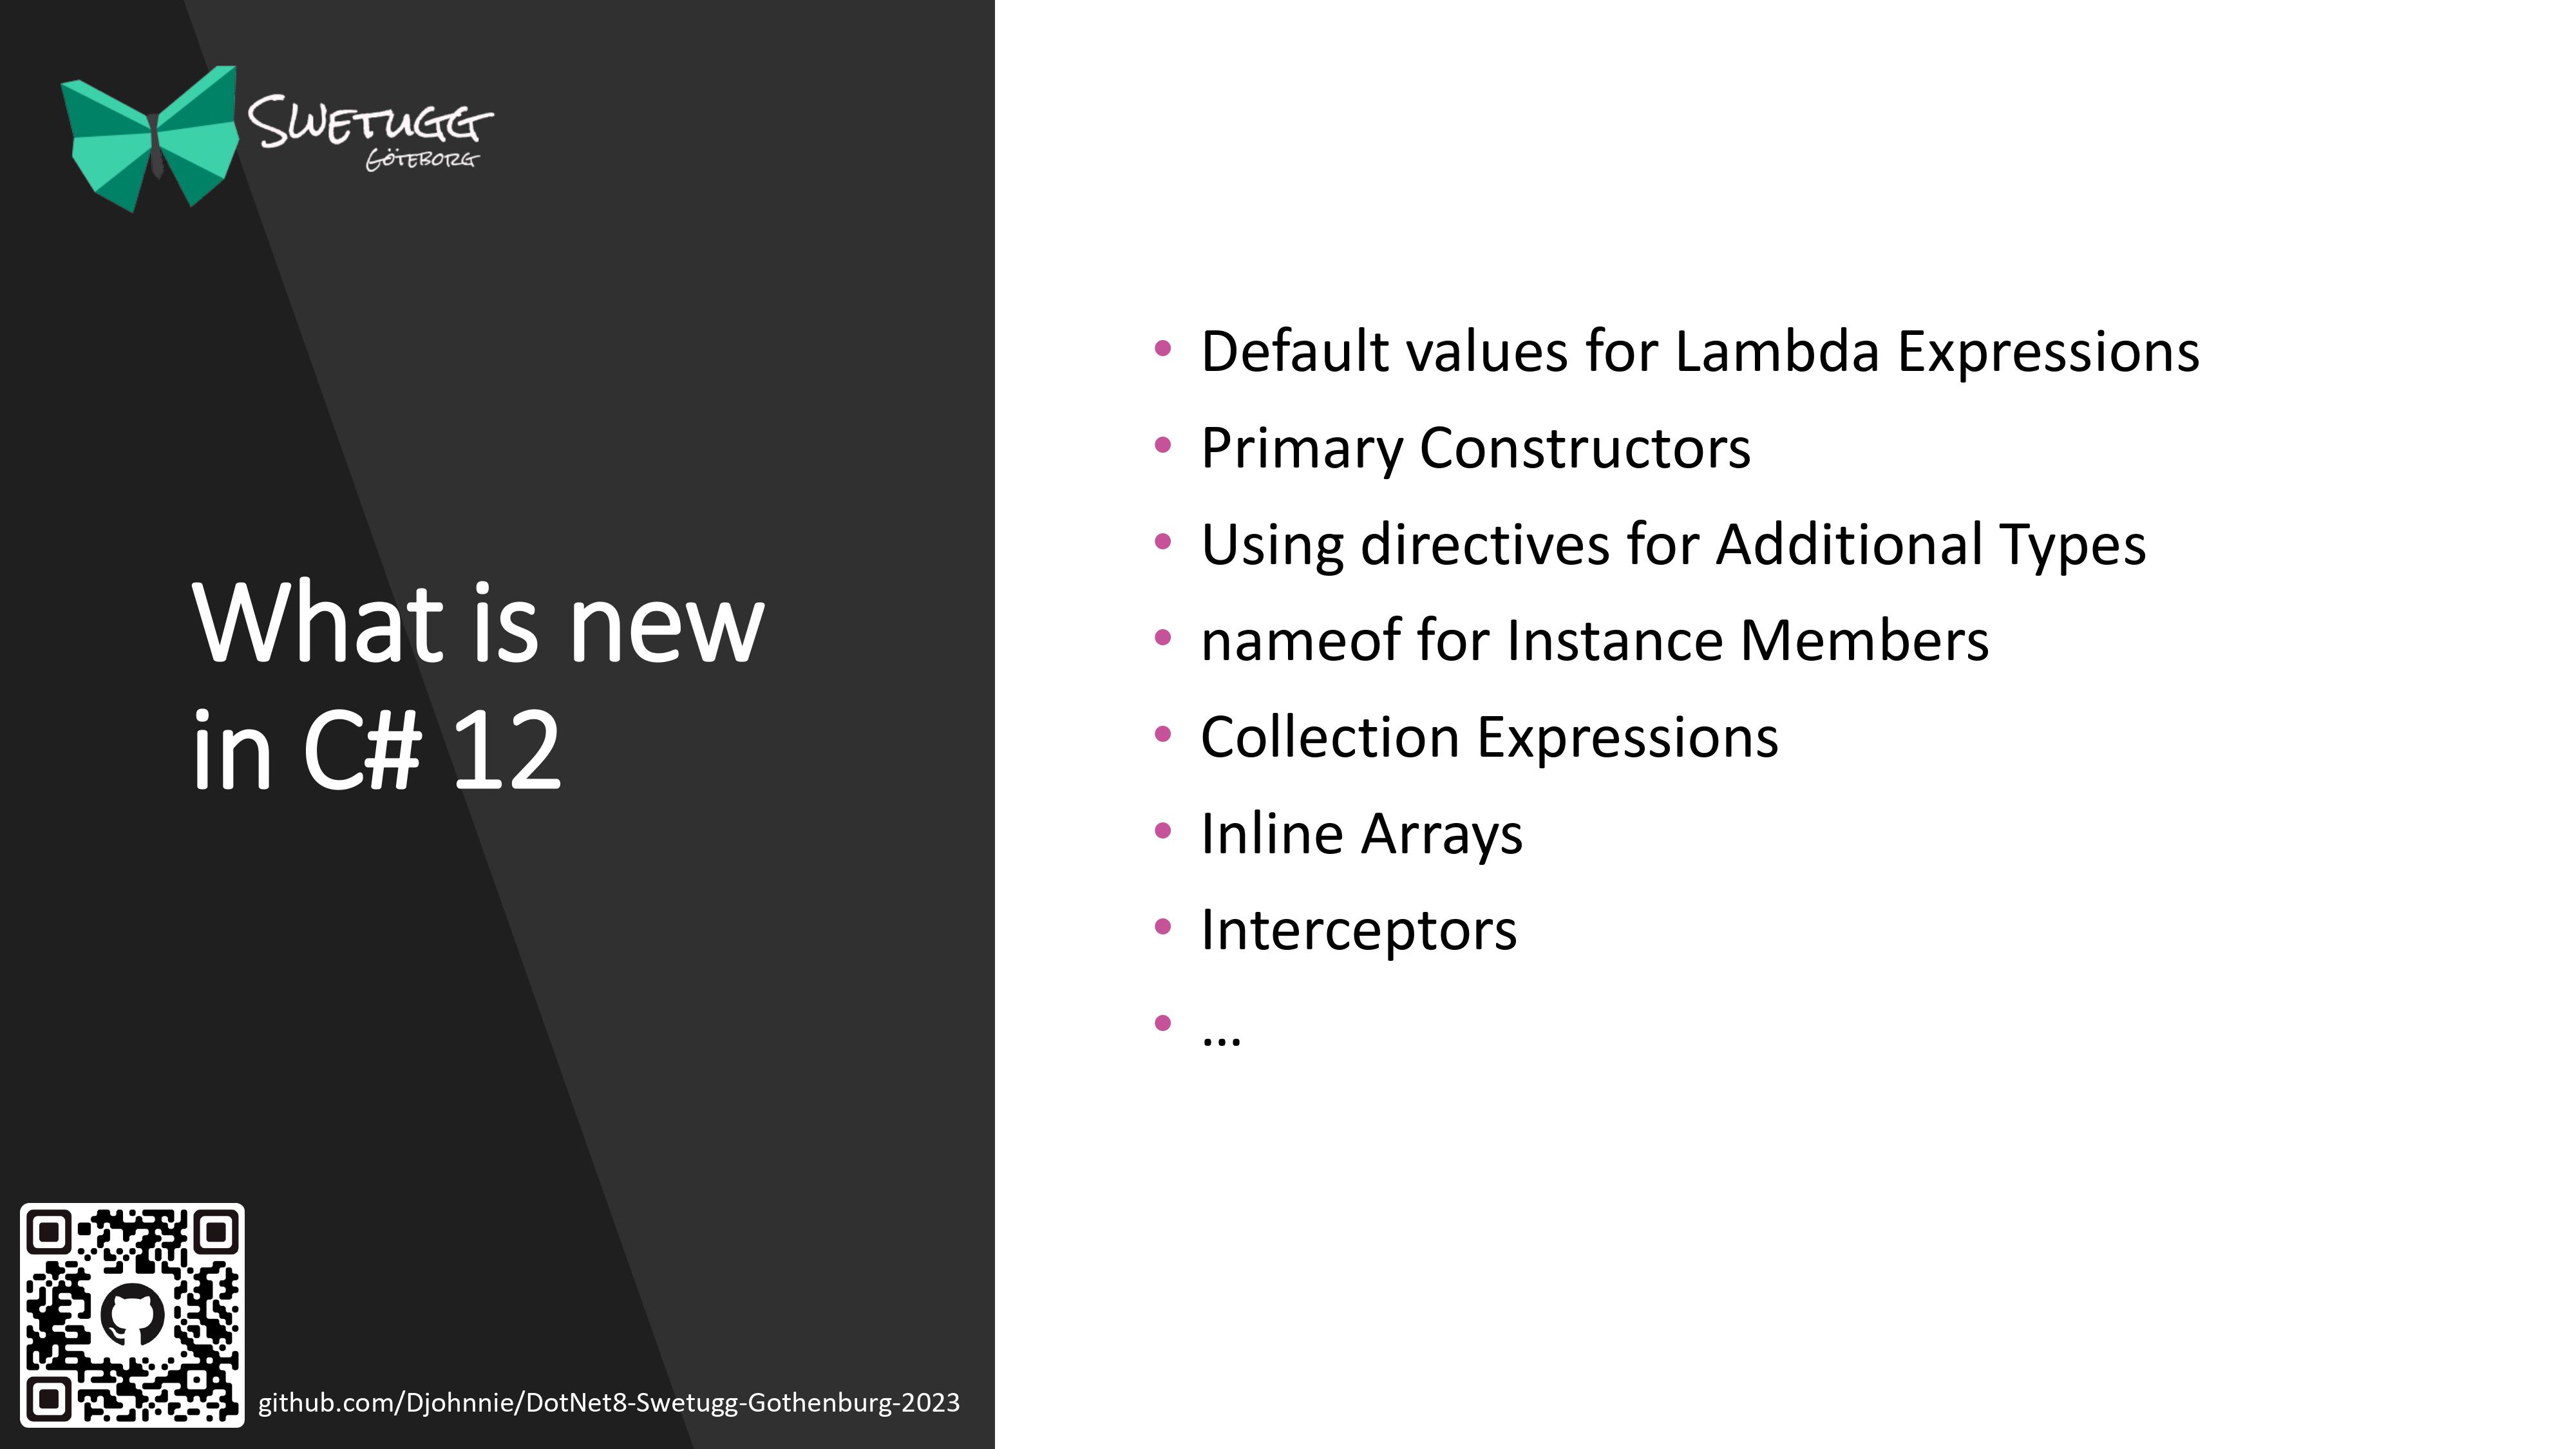 SWETUGG
GÖTEBORG
What is new
in C# 12
github.com/Djohnnie/DotNet8-Swetugg-Gothenburg-2023
• Default values for Lambda Expressions
• Primary Constructors
• Using directives for Additional Types
• nameof for Instance Members
• Collection Expressions
• Inline Arrays
• Interceptors
• …